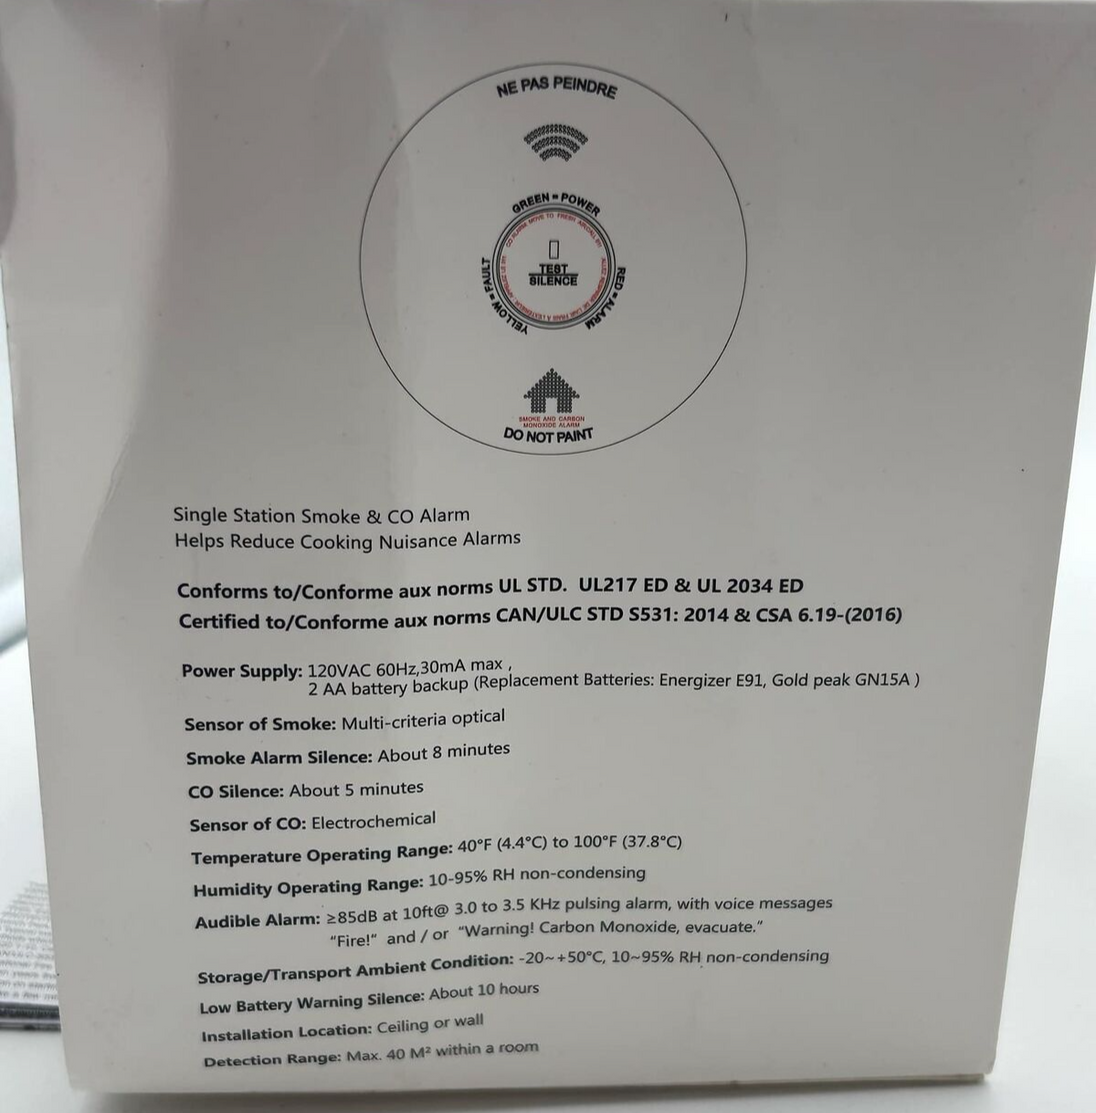 NE PAS PEINDRE
GREEN = POWER
YELLOW = FAULT
RED = ALARM
CO ALARM MOVE TO FRESH AIR
TEST
SILENCE
SMOKE AND CARBON
MONOXIDE ALARM
DO NOT PAINT
Single Station Smoke & CO Alarm
Helps Reduce Cooking Nuisance Alarms
Conforms to/Conforme aux norms UL STD. UL217 ED & UL 2034 ED
Certified to/Conforme aux norms CAN/ULC STD S531: 2014 & CSA 6.19-(2016)
Power Supply: 120VAC 60Hz,30mA max ,
2 AA battery backup (Replacement Batteries: Energizer E91, Gold peak GN15A )
Sensor of Smoke: Multi-criteria optical
Smoke Alarm Silence: About 8 minutes
CO Silence: About 5 minutes
Sensor of CO: Electrochemical
Temperature Operating Range: 40°F (4.4°C) to 100°F (37.8°C)
Humidity Operating Range: 10-95% RH non-condensing
Audible Alarm: ≥85dB at 10ft@ 3.0 to 3.5 KHz pulsing alarm, with voice messages
"Fire!" and / or "Warning! Carbon Monoxide, evacuate."
Storage/Transport Ambient Condition: -20~+50°C, 10~95% RH non-condensing
Low Battery Warning Silence: About 10 hours
Installation Location: Ceiling or wall
Detection Range: Max. 40 M² within a room